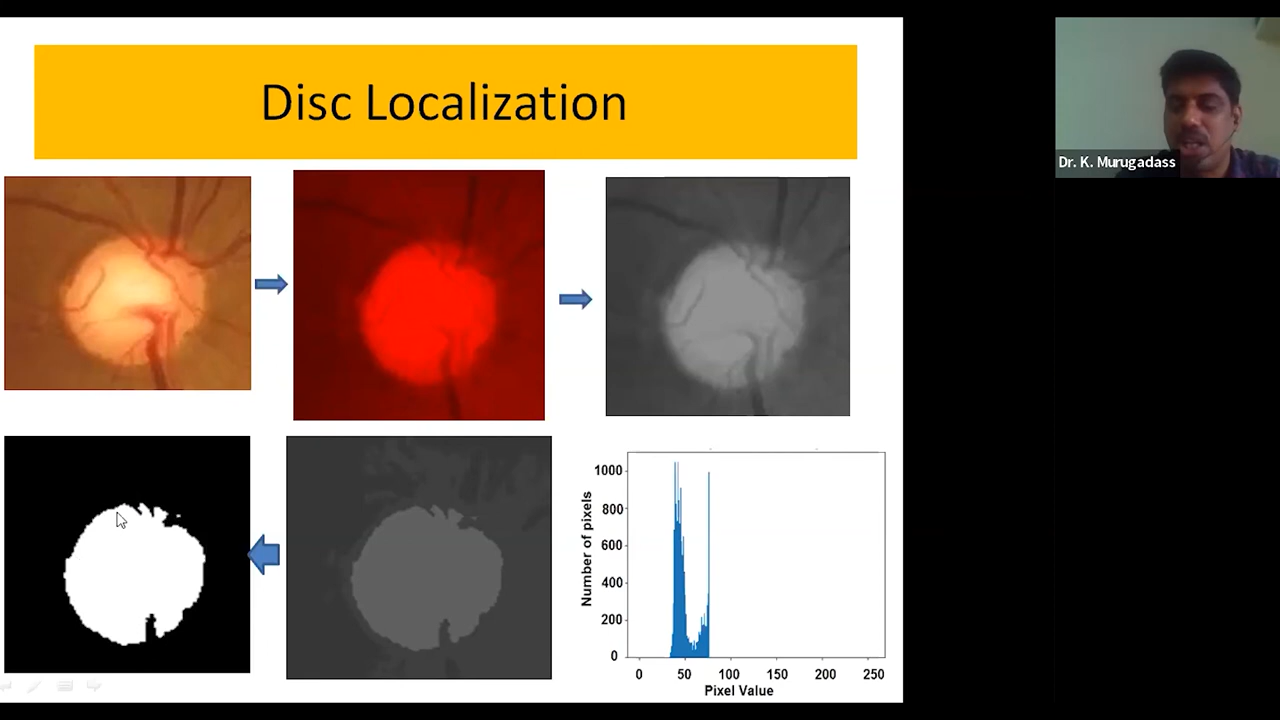 Disc Localization
Dr. K. Murugadass
1000
800
600
400
200
0
Number of pixels
0 50 100 150 200 250
Pixel Value